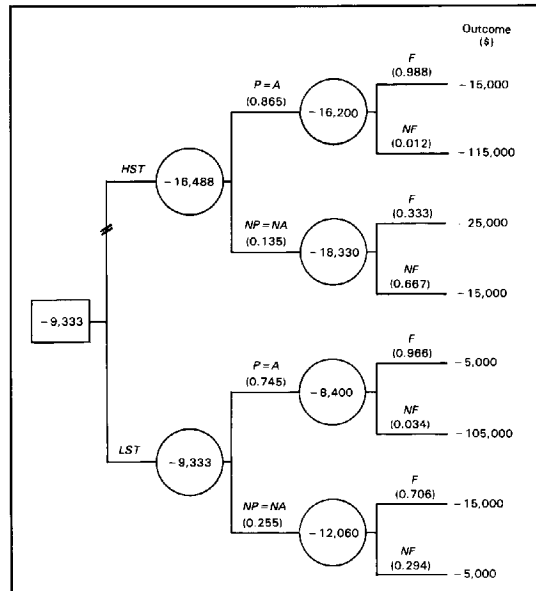 Outcome
($)
F
(0.988)
−15,000
P = A
(0.865)
−16,200
NF
(0.012)
−115,000
HST
−16,488
F
(0.333)
−25,000
NP = NA
(0.135)
−18,330
NF
(0.667)
−15,000
−9,333
F
(0.966)
−5,000
P = A
(0.745)
−8,400
NF
(0.034)
−105,000
LST
−9,333
F
(0.706)
−15,000
NP = NA
(0.255)
−12,060
NF
(0.294)
−5,000